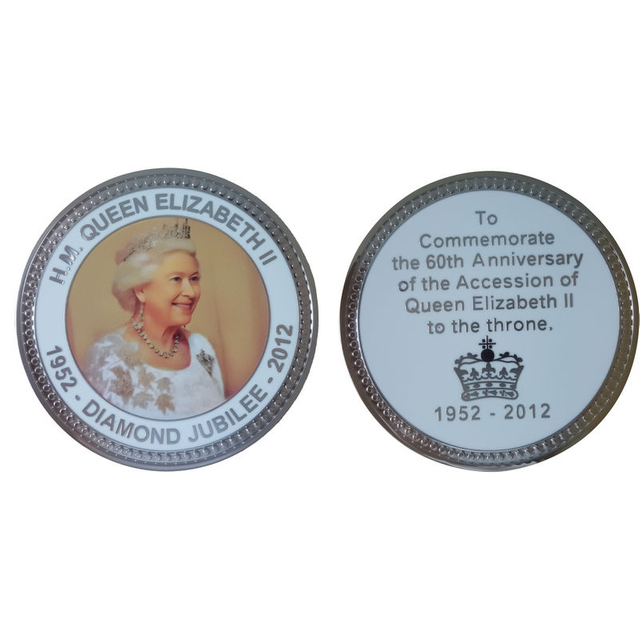 H.M. QUEEN ELIZABETH II
1952 - DIAMOND JUBILEE - 2012
To
Commemorate
the 60th Anniversary
of the Accession of
Queen Elizabeth II
to the throne.
1952 - 2012